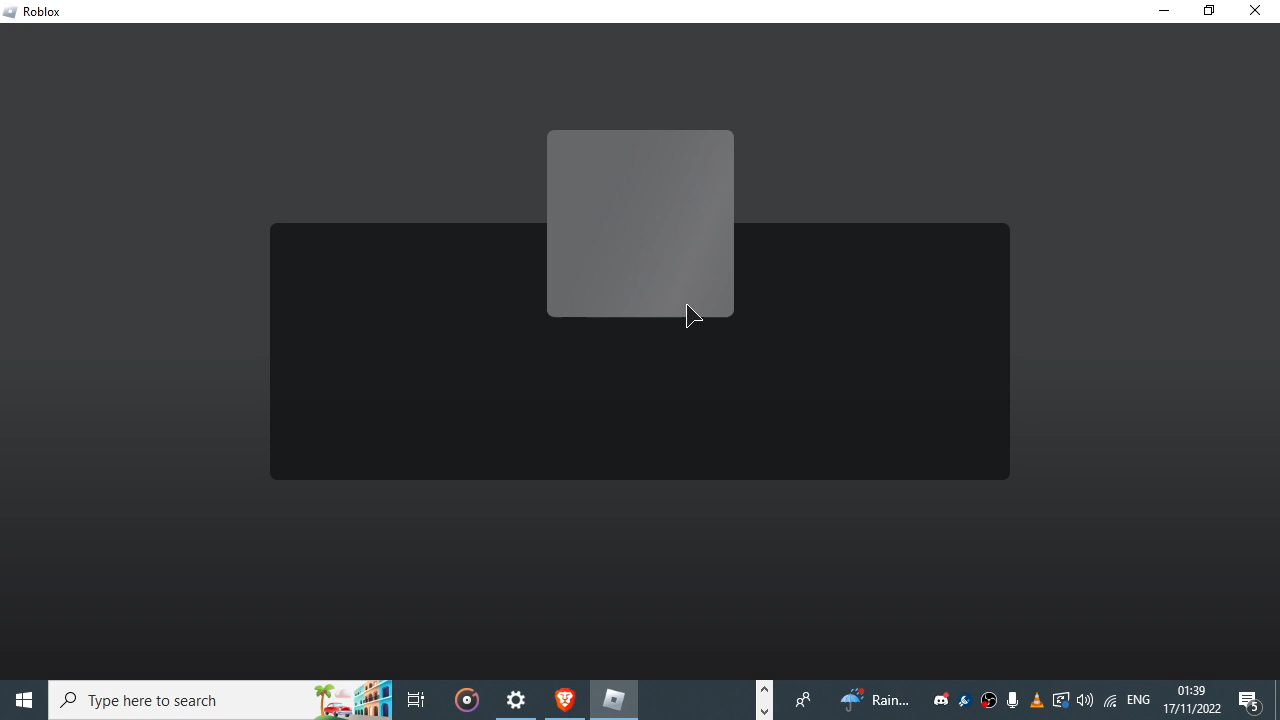 Roblox
Type here to search
Rain...
ENG
01:39
17/11/2022
5